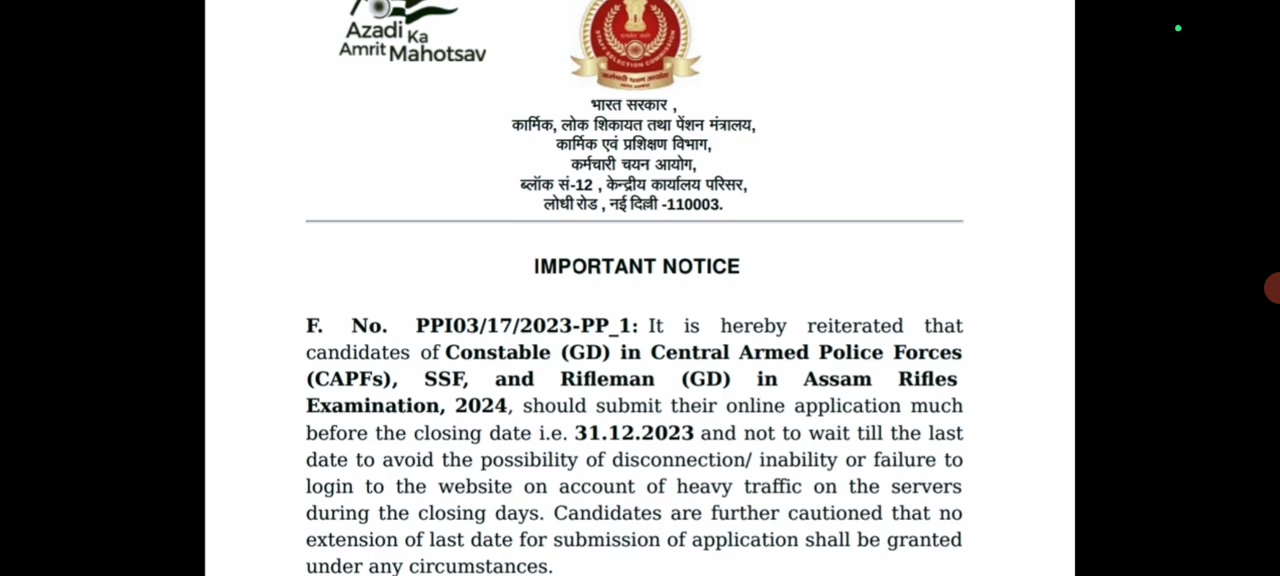 Azadi Ka
Amrit Mahotsav
STAFF SELECTION COMMISSION
भारत सरकार ,
कार्मिक, लोक शिकायत तथा पेंशन मंत्रालय,
कार्मिक एवं प्रशिक्षण विभाग,
कर्मचारी चयन आयोग,
ब्लॉक सं-12 , केन्द्रीय कार्यालय परिसर,
लोधी रोड , नई दिल्ली -110003.
IMPORTANT NOTICE
F. No. PPI03/17/2023-PP_1: It is hereby reiterated that
candidates of Constable (GD) in Central Armed Police Forces
(CAPFs), SSF, and Rifleman (GD) in Assam Rifles
Examination, 2024, should submit their online application much
before the closing date i.e. 31.12.2023 and not to wait till the last
date to avoid the possibility of disconnection/ inability or failure to
login to the website on account of heavy traffic on the servers
during the closing days. Candidates are further cautioned that no
extension of last date for submission of application shall be granted
under any circumstances.